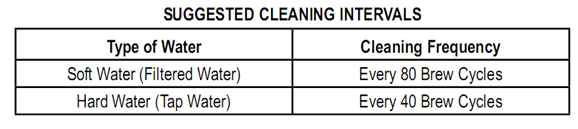 SUGGESTED CLEANING INTERVALS
Type of Water Cleaning Frequency
Soft Water (Filtered Water) Every 80 Brew Cycles
Hard Water (Tap Water) Every 40 Brew Cycles